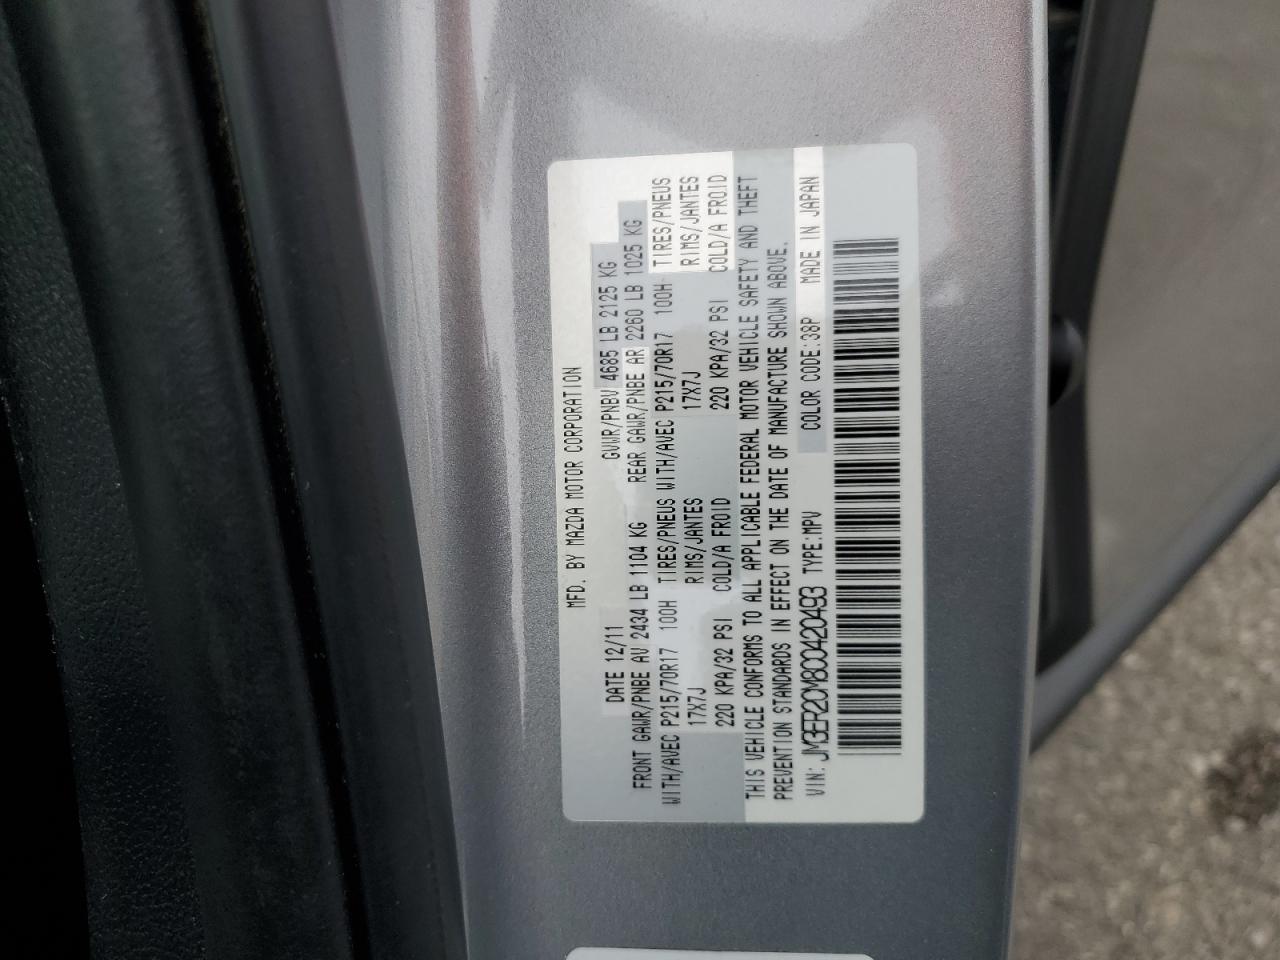 MFD. BY MAZDA MOTOR CORPORATION
DATE 12/11 GVWR/PNBV 4685 LB 2125 KG
FRONT GAWR/PNBE AV 2434 LB 1104 KG REAR GAWR/PNBE AR 2260 LB 1025 KG
WITH/AVEC P215/70R17 100H TIRES/PNEUS WITH/AVEC P215/70R17 100H TIRES/PNEUS
17X7J RIMS/JANTES 17X7J RIMS/JANTES
220 KPA/32 PSI COLD/A FROID 220 KPA/32 PSI COLD/A FROID
THIS VEHICLE CONFORMS TO ALL APPLICABLE FEDERAL MOTOR VEHICLE SAFETY AND THEFT
PREVENTION STANDARDS IN EFFECT ON THE DATE OF MANUFACTURE SHOWN ABOVE.
VIN: JM3ER2CM8C0420493 TYPE:MPV COLOR CODE:38P MADE IN JAPAN